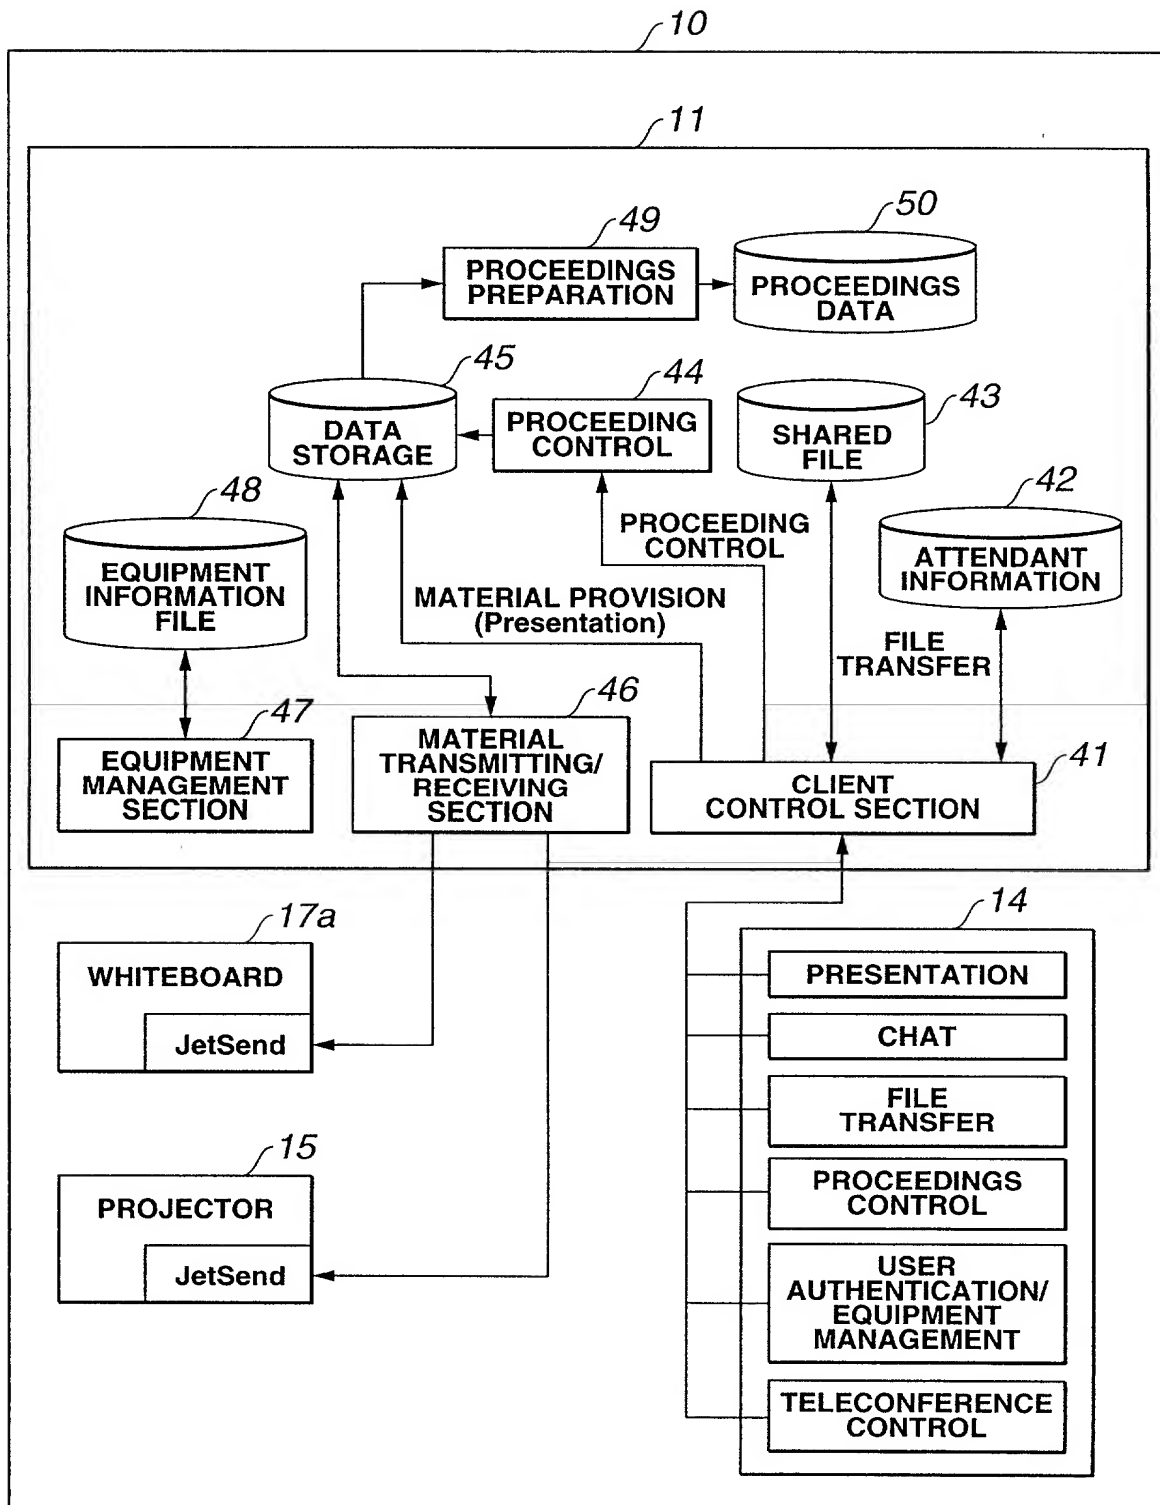 10
11
49
50
PROCEEDINGS
PREPARATION
PROCEEDINGS
DATA
45
44
43
DATA
STORAGE
PROCEEDING
CONTROL
SHARED
FILE
48
42
PROCEEDING
CONTROL
EQUIPMENT
INFORMATION
FILE
ATTENDANT
INFORMATION
MATERIAL PROVISION
(Presentation)
FILE
TRANSFER
47
46
41
EQUIPMENT
MANAGEMENT
SECTION
MATERIAL
TRANSMITTING/
RECEIVING
SECTION
CLIENT
CONTROL SECTION
17a
WHITEBOARD
JetSend
15
PROJECTOR
JetSend
14
PRESENTATION
CHAT
FILE
TRANSFER
PROCEEDINGS
CONTROL
USER
AUTHENTICATION/
EQUIPMENT
MANAGEMENT
TELECONFERENCE
CONTROL